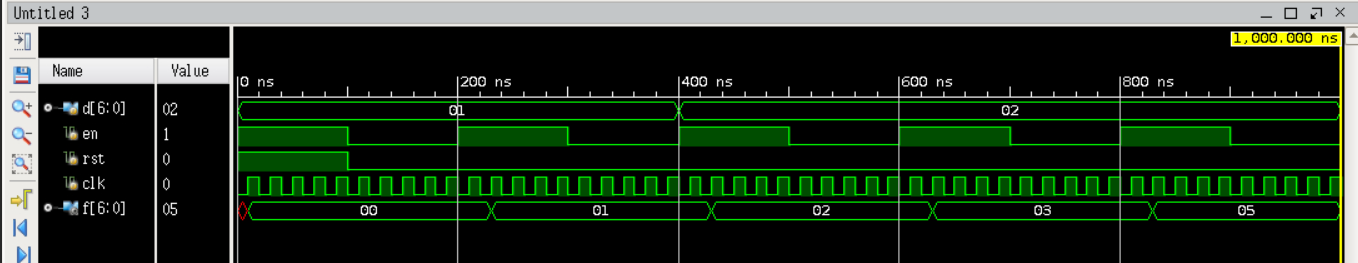 Untitled 3
1,000.000 ns
Name Value
0 ns 200 ns 400 ns 600 ns 800 ns
d[6:0] 02 01 02
en 1
rst 0
clk 0
f[6:0] 05 00 01 02 03 05